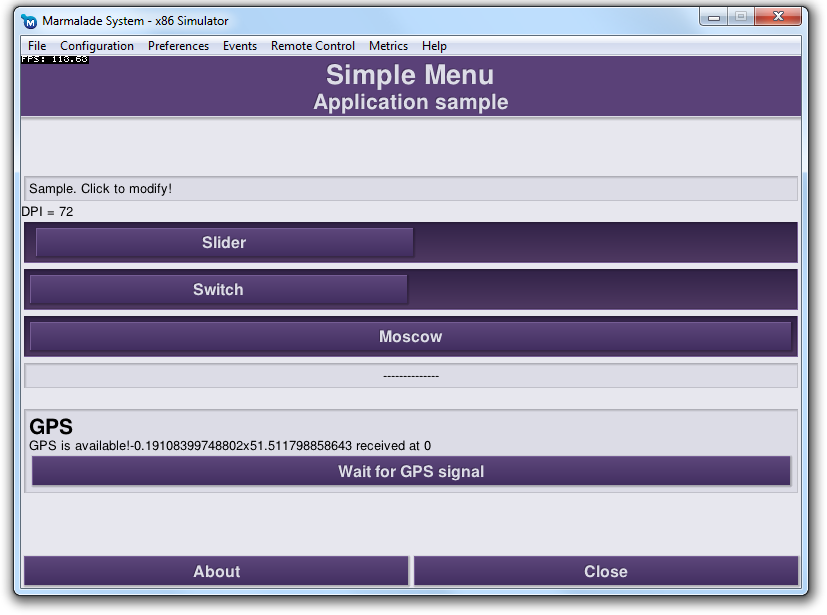 Marmalade System - x86 Simulator
File Configuration Preferences Events Remote Control Metrics Help
FPS: 110.60
Simple Menu
Application sample
Sample. Click to modify!
DPI = 72
Slider
Switch
Moscow
--------------
GPS
GPS is available!-0.19108399748802x51.511798858643 received at 0
Wait for GPS signal
About Close